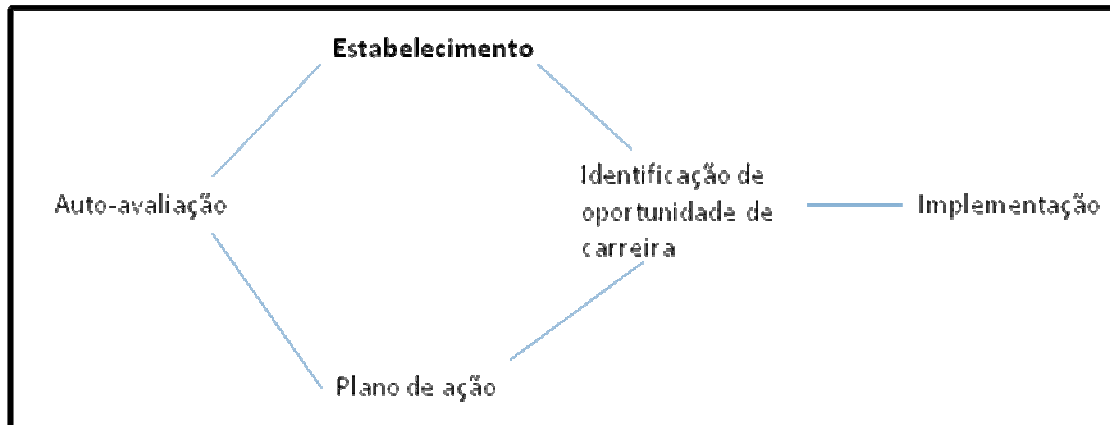 Estabelecimento
Auto-avaliação
Identificação de
oportunidade de
carreira
Implementação
Plano de ação